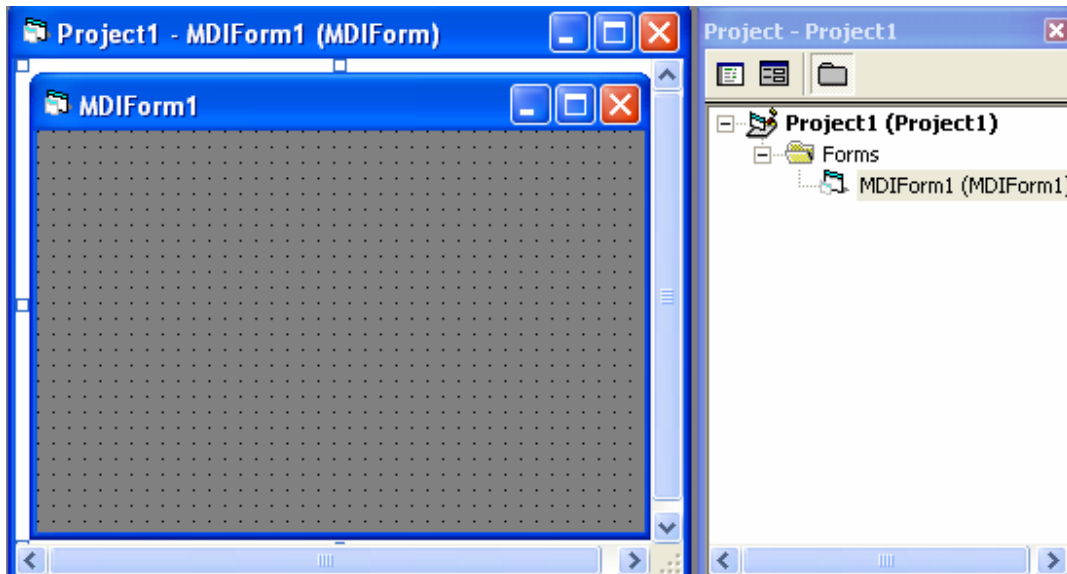 Project1 - MDIForm1 (MDIForm)
MDIForm1
Project - Project1
Project1 (Project1)
Forms
MDIForm1 (MDIForm1)